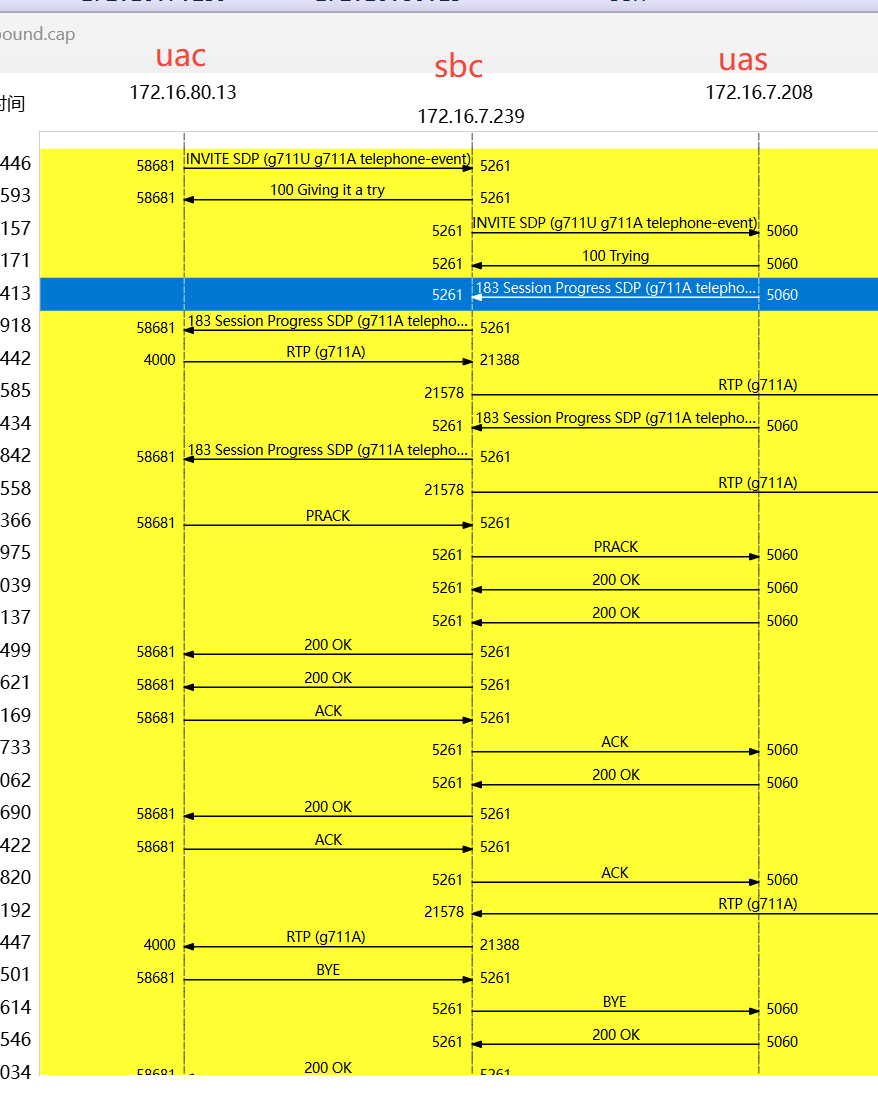 ound.cap
uac sbc uas
172.16.80.13 172.16.7.239 172.16.7.208
时间
446 58681 INVITE SDP (g711U g711A telephone-event) 5261
593 58681 100 Giving it a try 5261
157 5261 INVITE SDP (g711U g711A telephone-event) 5060
171 5261 100 Trying 5060
413 5261 183 Session Progress SDP (g711A telepho... 5060
918 58681 183 Session Progress SDP (g711A telepho... 5261
442 4000 RTP (g711A) 21388
585 21578 RTP (g711A)
434 5261 183 Session Progress SDP (g711A telepho... 5060
842 58681 183 Session Progress SDP (g711A telepho... 5261
558 21578 RTP (g711A)
366 58681 PRACK 5261
975 5261 PRACK 5060
039 5261 200 OK 5060
137 5261 200 OK 5060
499 58681 200 OK 5261
621 58681 200 OK 5261
169 58681 ACK 5261
733 5261 ACK 5060
062 5261 200 OK 5060
690 58681 200 OK 5261
422 58681 ACK 5261
820 5261 ACK 5060
192 21578 RTP (g711A)
447 4000 RTP (g711A) 21388
501 58681 BYE 5261
614 5261 BYE 5060
546 5261 200 OK 5060
034 58681 200 OK 5261